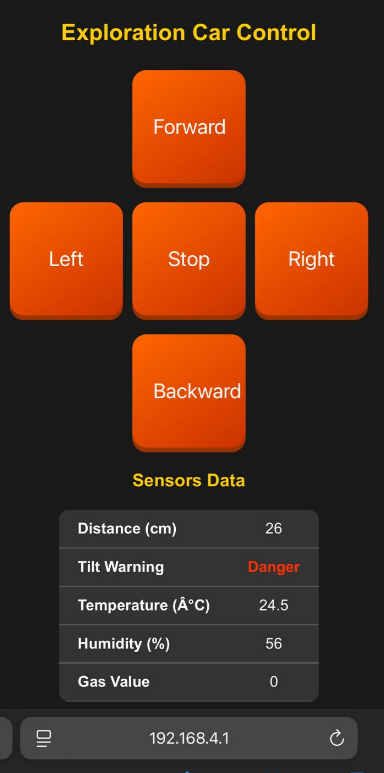 Exploration Car Control
Forward
Left Stop Right
Backward
Sensors Data
Distance (cm) 26
Tilt Warning Danger
Temperature (Â°C) 24.5
Humidity (%) 56
Gas Value 0
192.168.4.1